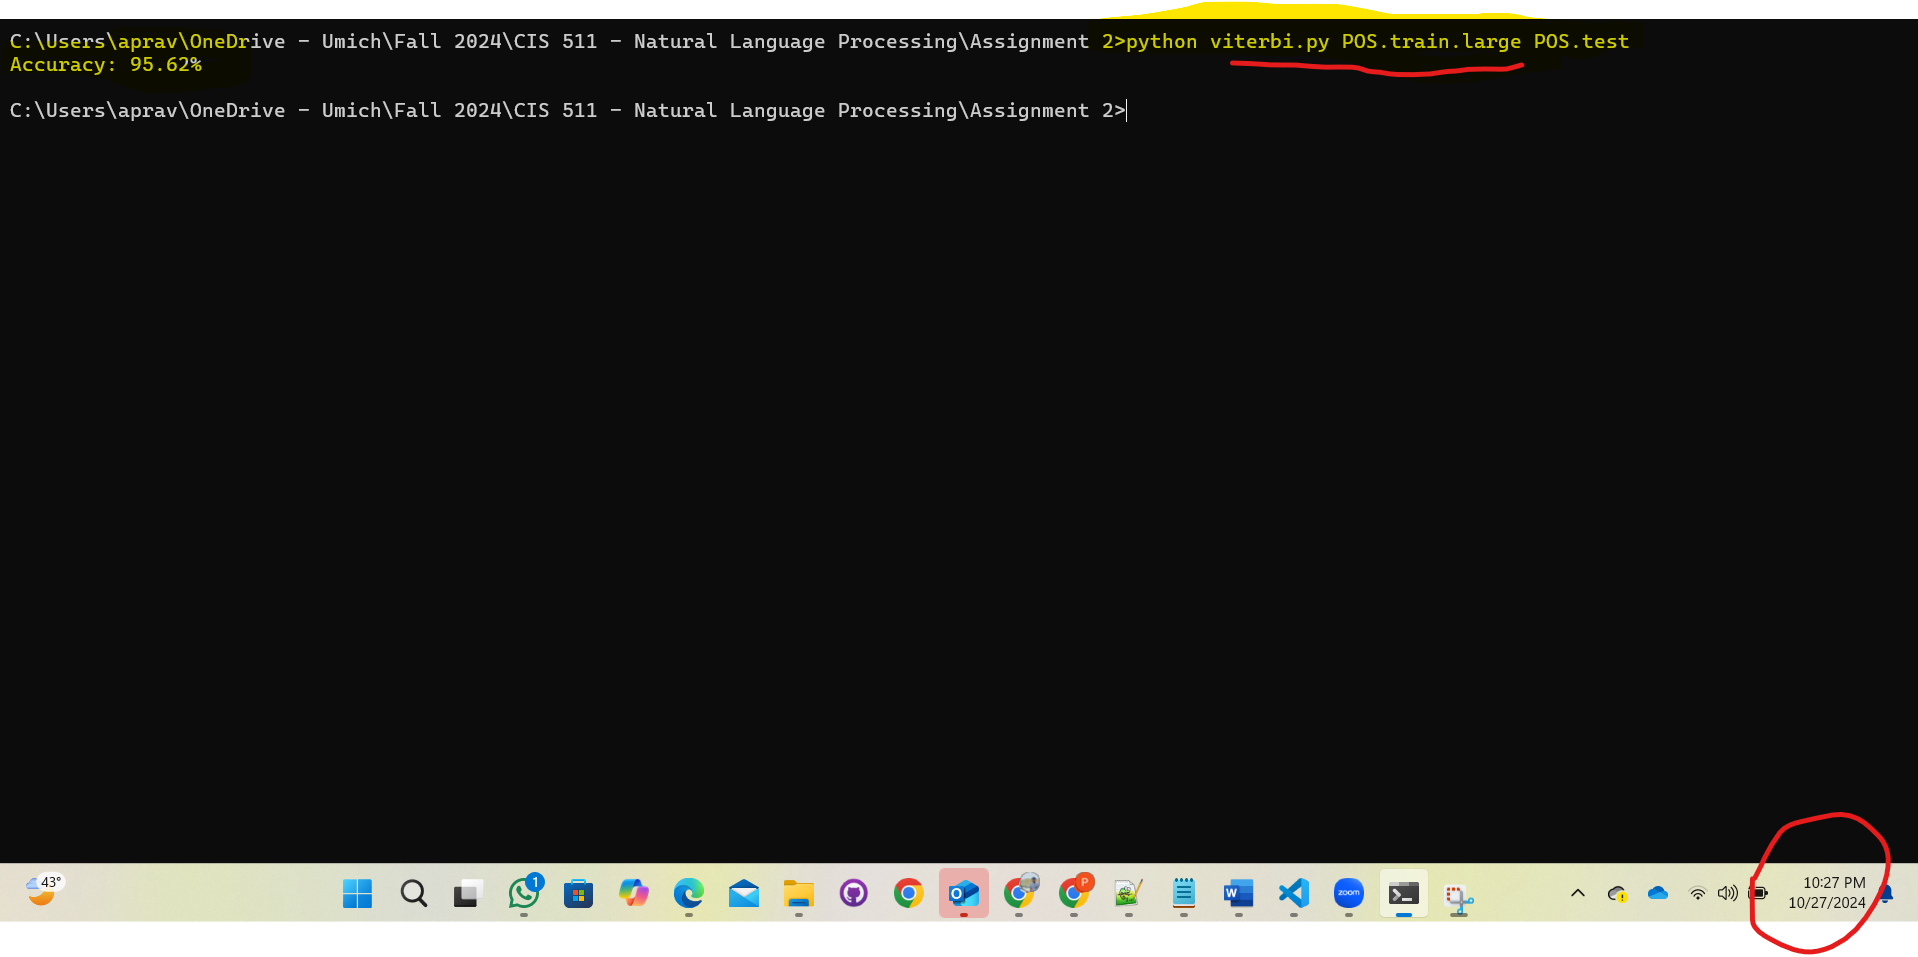 C:\Users\aprav\OneDrive - Umich\Fall 2024\CIS 511 - Natural Language Processing\Assignment 2>python viterbi.py POS.train.large POS.test
Accuracy: 95.62%
C:\Users\aprav\OneDrive - Umich\Fall 2024\CIS 511 - Natural Language Processing\Assignment 2>
43°
1
O
P
W
zoom
10:27 PM
10/27/2024